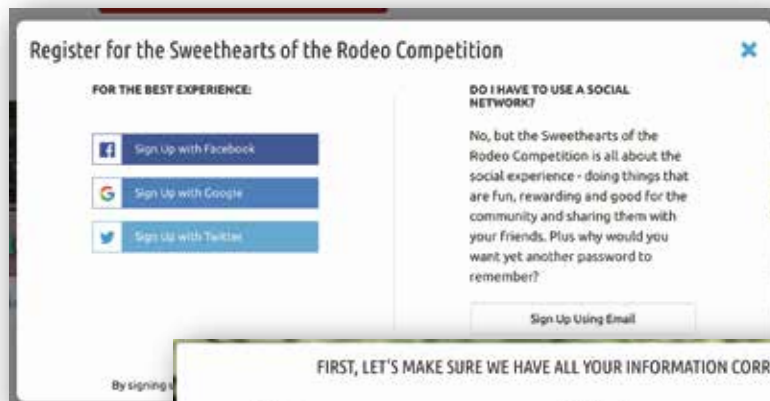 Register for the Sweethearts of the Rodeo Competition
FOR THE BEST EXPERIENCE:
Sign Up with Facebook
Sign Up with Google
Sign Up with Twitter
DO I HAVE TO USE A SOCIAL
NETWORK?
No, but the Sweethearts of the
Rodeo Competition is all about the
social experience - doing things that
are fun, rewarding and good for the
community and sharing them with
your friends. Plus why would you
want yet another password to
remember?
Sign Up Using Email
By signing
FIRST, LET'S MAKE SURE WE HAVE ALL YOUR INFORMATION CORR